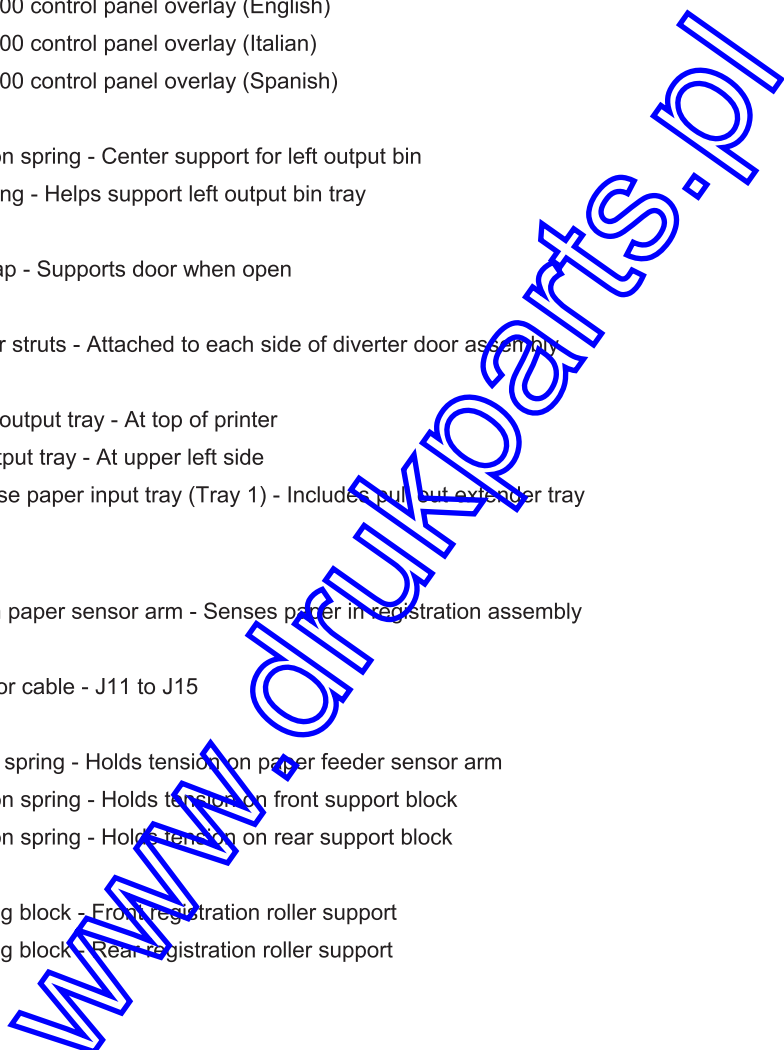 00 control panel overlay (English)
00 control panel overlay (Italian)
00 control panel overlay (Spanish)
on spring - Center support for left output bin
ng - Helps support left output bin tray
ap - Supports door when open
r struts - Attached to each side of diverter door assembly
output tray - At top of printer
tput tray - At upper left side
se paper input tray (Tray 1) - Includes pull-out extender tray
paper sensor arm - Senses paper in registration assembly
or cable - J11 to J15
spring - Holds tension on paper feeder sensor arm
on spring - Holds tension on front support block
on spring - Holds tension on rear support block
g block - Front registration roller support
g block - Rear registration roller support
www.drukparts.pl